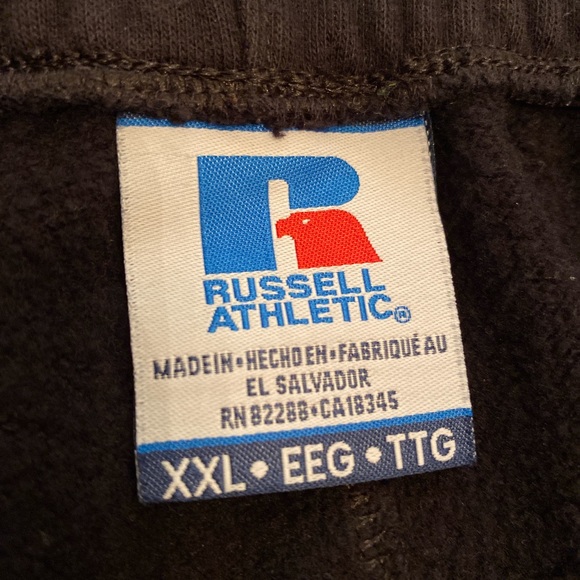 RUSSELL
ATHLETIC®
MADE IN • HECHO EN • FABRIQUÉ AU
EL SALVADOR
RN 82288 • CA18345
XXL • EEG • TTG